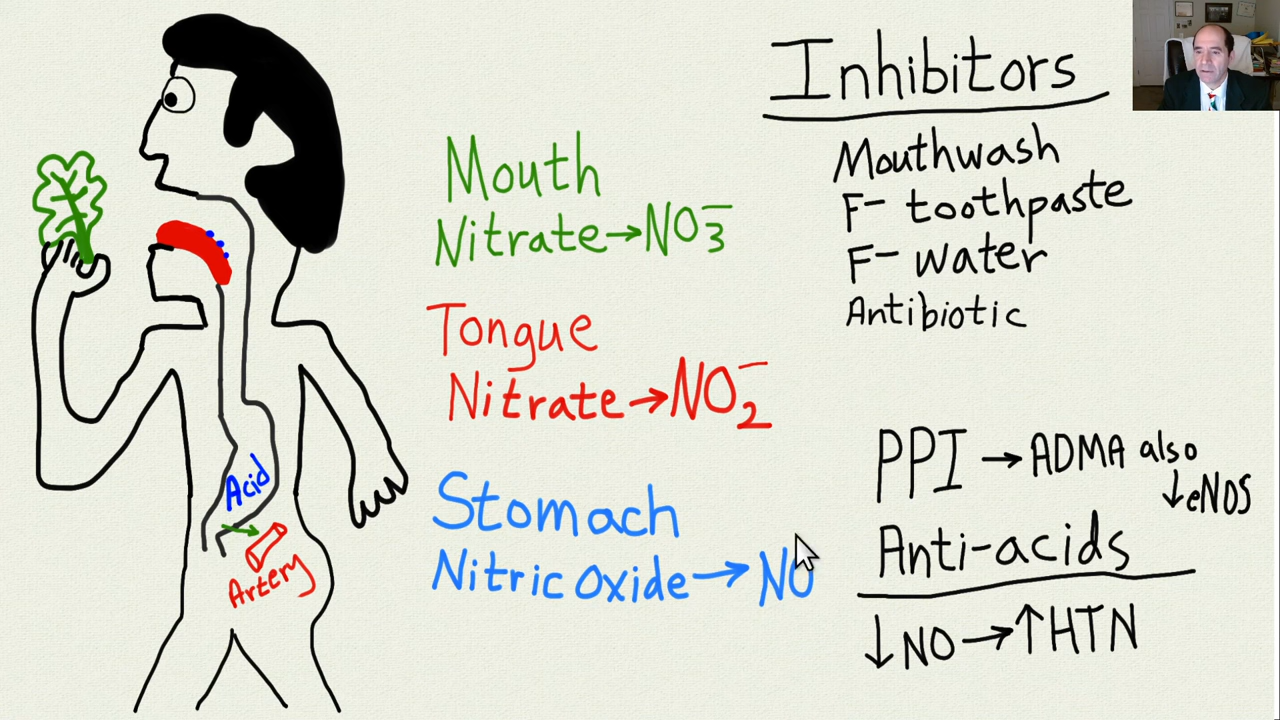 Inhibitors
Mouthwash
F⁻ toothpaste
F⁻ water
Antibiotic
Mouth
Nitrate→NO₃⁻
Tongue
Nitrate→NO₂⁻
Stomach
Nitric oxide→NO
Acid
Artery
PPI→ADMA also
↓eNOS
Anti-acids
↓NO→↑HTN